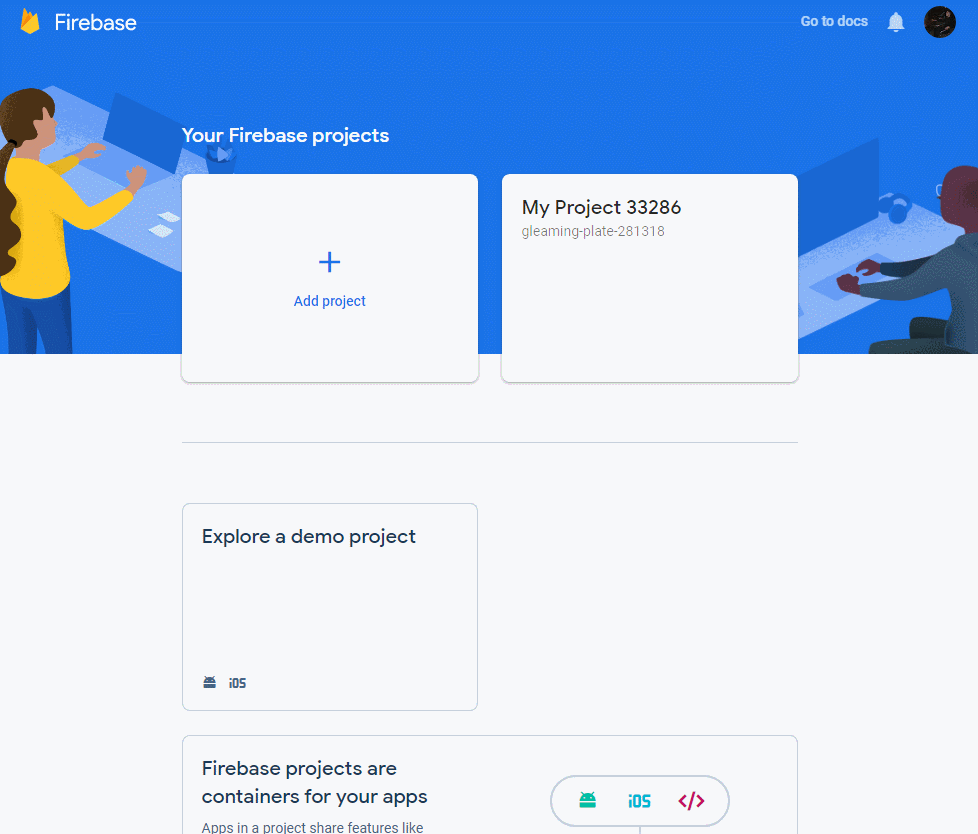 Firebase
Go to docs
Your Firebase projects
Add project
My Project 33286
gleaming-plate-281318
Explore a demo project
iOS
Firebase projects are
containers for your apps
iOS </>
Apps in a project share features like